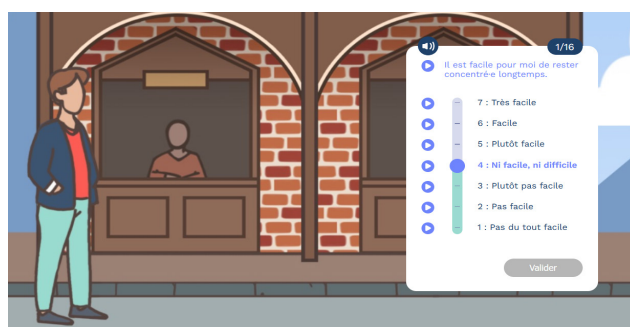 1/16
Il est facile pour moi de rester
concentré·e longtemps.
7 : Très facile
6 : Facile
5 : Plutôt facile
4 : Ni facile, ni difficile
3 : Plutôt pas facile
2 : Pas facile
1 : Pas du tout facile
Valider